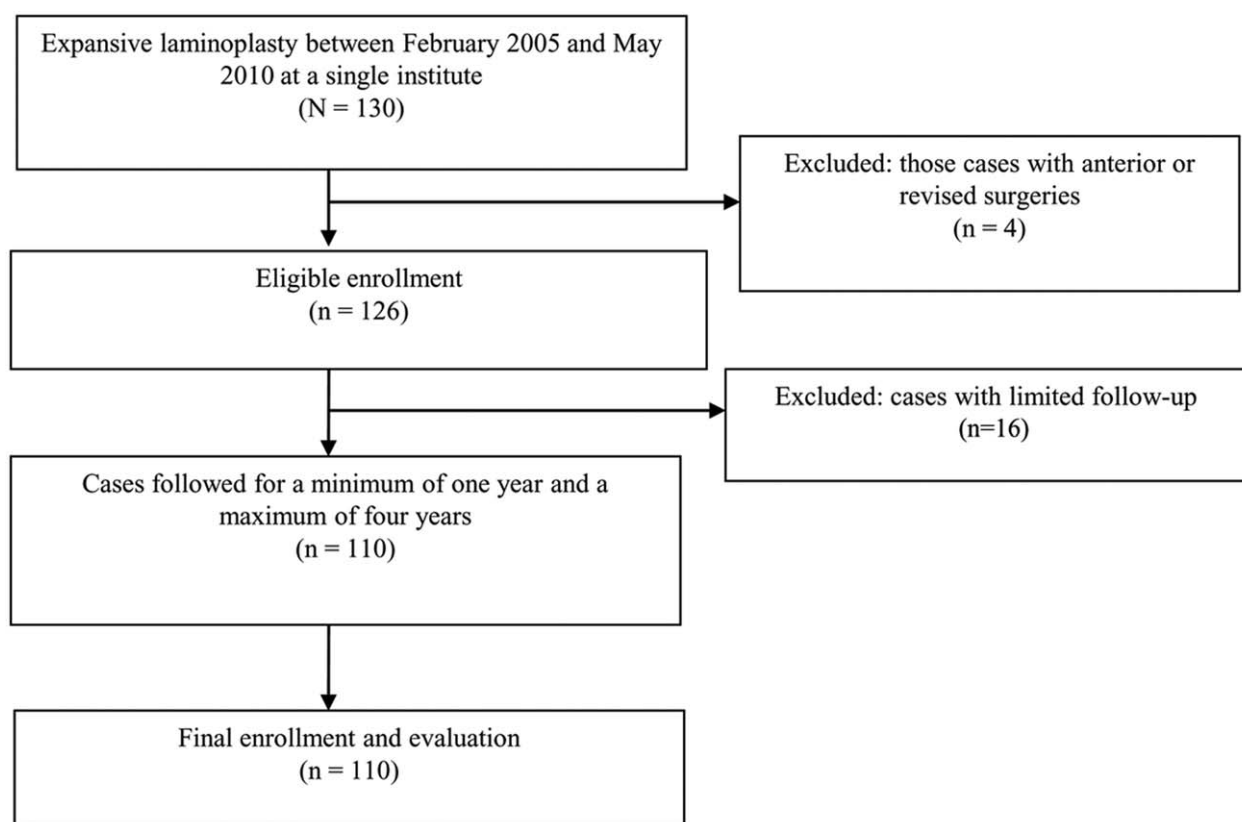 Expansive laminoplasty between February 2005 and May
2010 at a single institute
(N = 130)
Excluded: those cases with anterior or
revised surgeries
(n = 4)
Eligible enrollment
(n = 126)
Excluded: cases with limited follow-up
(n=16)
Cases followed for a minimum of one year and a
maximum of four years
(n = 110)
Final enrollment and evaluation
(n = 110)